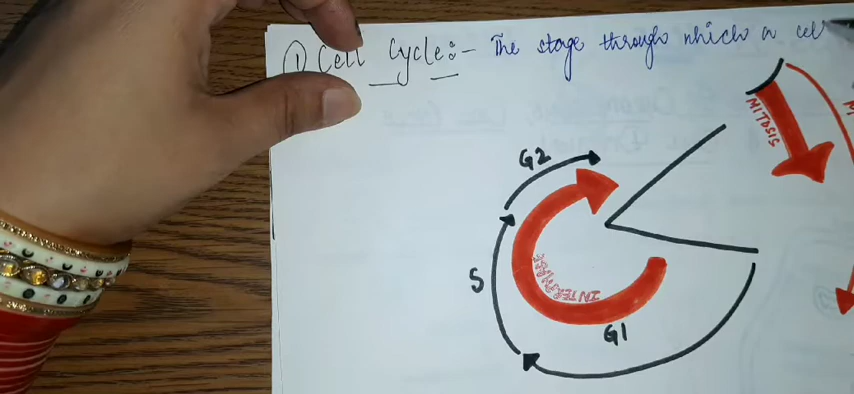 ① Cell Cycle:- The stage through which a cell
MITOSIS
G2
S
INTERPHASE
G1
M